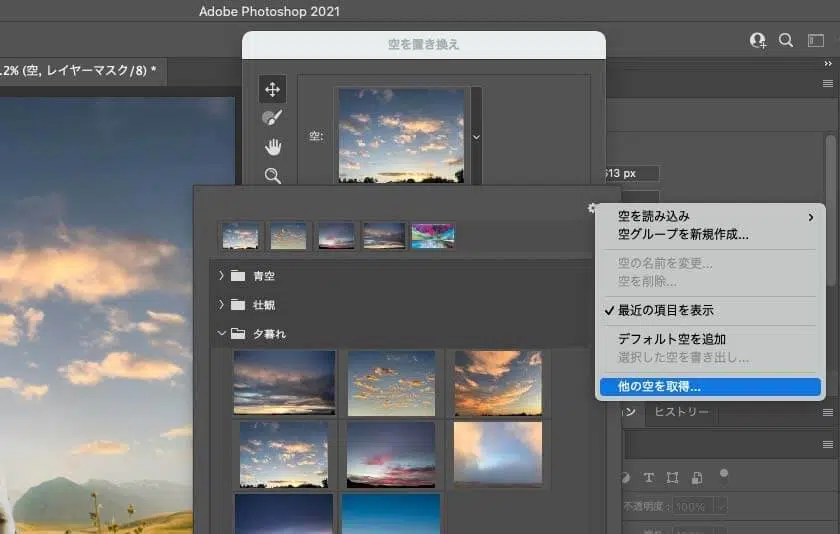 Adobe Photoshop 2021
空を置き換え
.2% (空, レイヤーマスク/8) *
空:
513 px
空を読み込み
空グループを新規作成...
空の名前を変更...
空を削除...
最近の項目を表示
デフォルト空を追加
選択した空を書き出し...
他の空を取得...
青空
壮観
夕暮れ
ン ヒストリー
不透明度: 100%